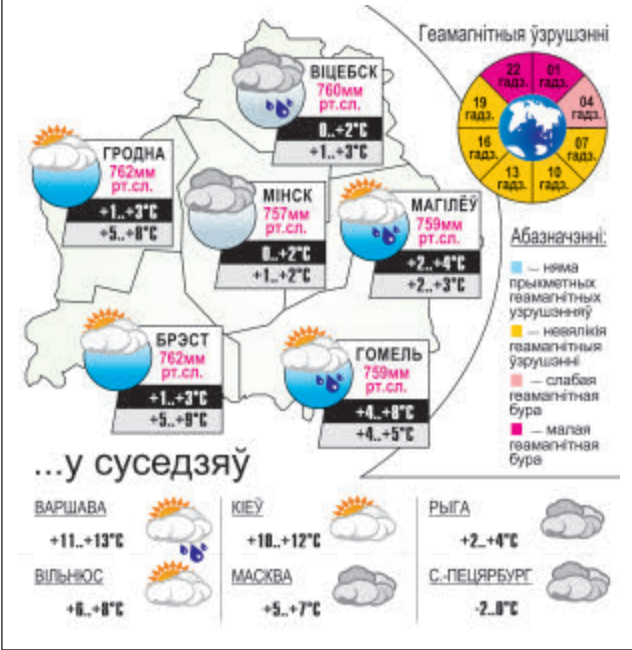 Геамагнітныя ўзрушэнні
22 гадз.
01 гадз.
04 гадз.
07 гадз.
10 гадз.
13 гадз.
16 гадз.
19 гадз.
ВІЦЕБСК
760мм
рт.сл.
0..+2°C
+1..+3°C
ГРОДНА
762мм
рт.сл.
+1..+3°C
+5..+8°C
МІНСК
757мм
рт.сл.
0..+2°C
+1..+2°C
МАГІЛЁЎ
759мм
рт.сл.
+2..+4°C
+2..+3°C
БРЭСТ
762мм
рт.сл.
+1..+3°C
+5..+9°C
ГОМЕЛЬ
759мм
рт.сл.
+4..+8°C
+4..+5°C
Абазначэнні:
– няма
прыкметных
геамагнітных
узрушэнняў
– невялікія
геамагнітныя
ўзрушэнні
– слабая
геамагнітная
бура
– малая
геамагнітная
бура
...у суседзяў
ВАРШАВА
+11..+13°C
КІЕЎ
+10..+12°C
РЫГА
+2..+4°C
ВІЛЬНЮС
+6..+8°C
МАСКВА
+5..+7°C
С.-ПЕЦЯРБУРГ
-2..0°C